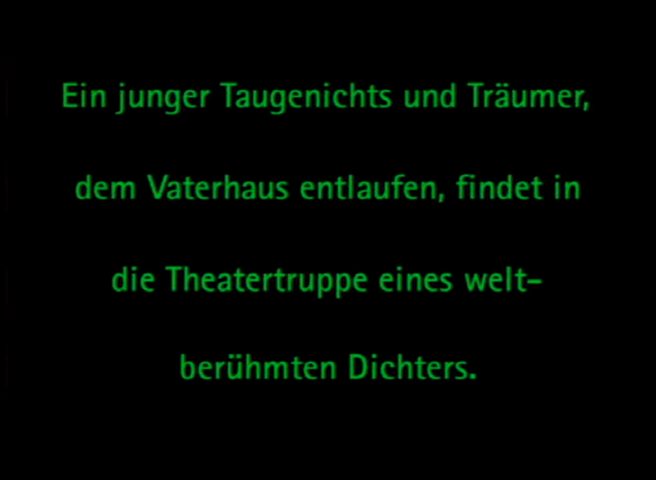 Ein junger Taugenichts und Träumer,
dem Vaterhaus entlaufen, findet in
die Theatertruppe eines welt-
berühmten Dichters.